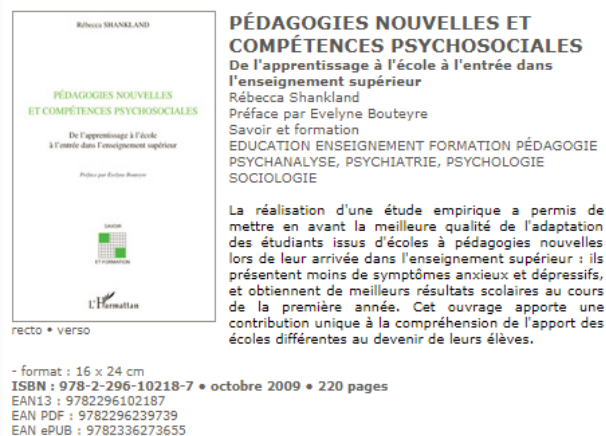 Rébecca SHANKLAND
PÉDAGOGIES NOUVELLES
ET COMPÉTENCES PSYCHOSOCIALES
De l'apprentissage à l'école
à l'entrée dans l'enseignement supérieur
Préface par Evelyne Bouteyre
SAVOIR
ET FORMATION
L'Harmattan
recto • verso
PÉDAGOGIES NOUVELLES ET
COMPÉTENCES PSYCHOSOCIALES
De l'apprentissage à l'école à l'entrée dans
l'enseignement supérieur
Rébecca Shankland
Préface par Evelyne Bouteyre
Savoir et formation
EDUCATION ENSEIGNEMENT FORMATION PÉDAGOGIE
PSYCHANALYSE, PSYCHIATRIE, PSYCHOLOGIE
SOCIOLOGIE
La réalisation d'une étude empirique a permis de
mettre en avant la meilleure qualité de l'adaptation
des étudiants issus d'écoles à pédagogies nouvelles
lors de leur arrivée dans l'enseignement supérieur : ils
présentent moins de symptômes anxieux et dépressifs,
et obtiennent de meilleurs résultats scolaires au cours
de la première année. Cet ouvrage apporte une
contribution unique à la compréhension de l'apport des
écoles différentes au devenir de leurs élèves.
- format : 16 x 24 cm
ISBN : 978-2-296-10218-7 • octobre 2009 • 220 pages
EAN13 : 9782296102187
EAN PDF : 9782296239739
EAN ePUB : 9782336273655